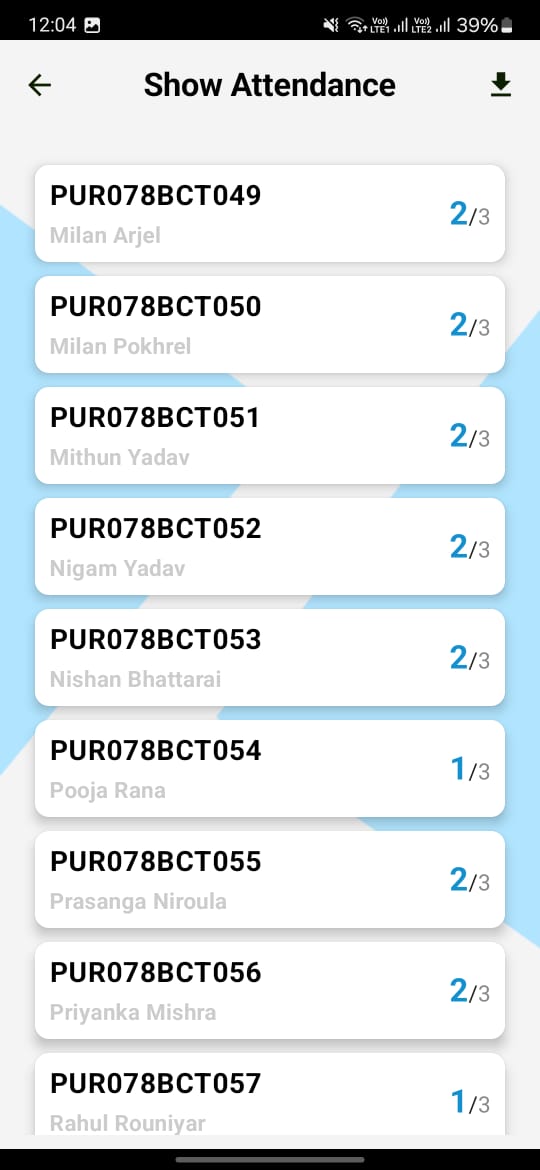 12:04 Vo)) LTE1 Vo)) LTE2 39%
Show Attendance
PUR078BCT049
Milan Arjel
2/3
PUR078BCT050
Milan Pokhrel
2/3
PUR078BCT051
Mithun Yadav
2/3
PUR078BCT052
Nigam Yadav
2/3
PUR078BCT053
Nishan Bhattarai
2/3
PUR078BCT054
Pooja Rana
1/3
PUR078BCT055
Prasanga Niroula
2/3
PUR078BCT056
Priyanka Mishra
2/3
PUR078BCT057
Rahul Rouniyar
1/3